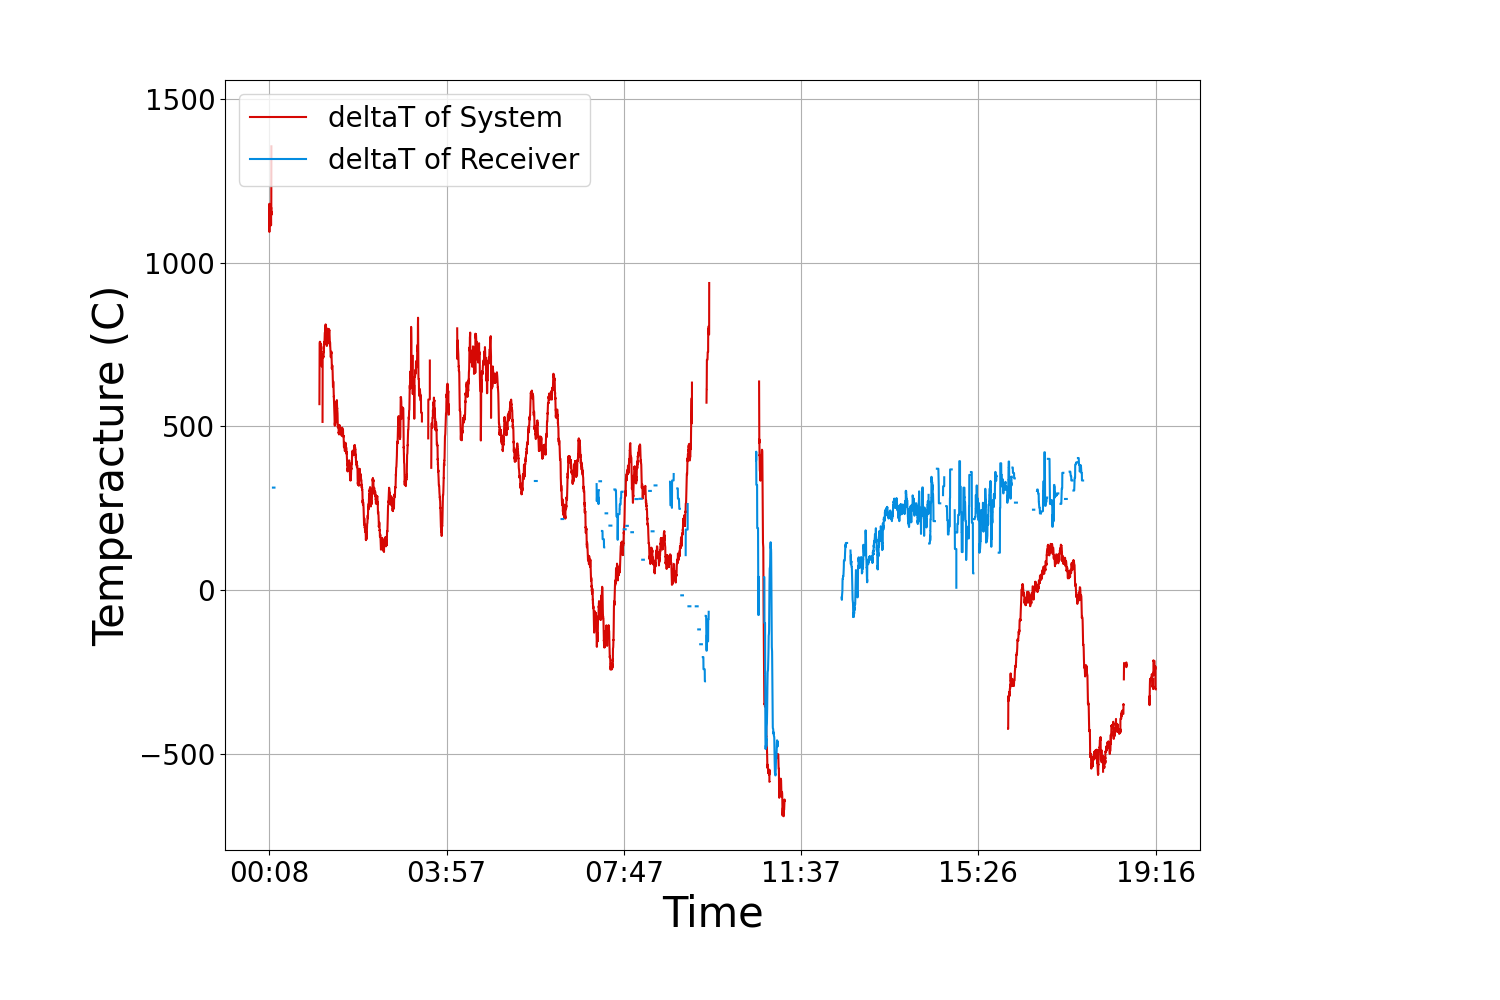 1500
1000
500
0
−500
Temperacture (C)
deltaT of System
deltaT of Receiver
00:08 03:57 07:47 11:37 15:26 19:16
Time